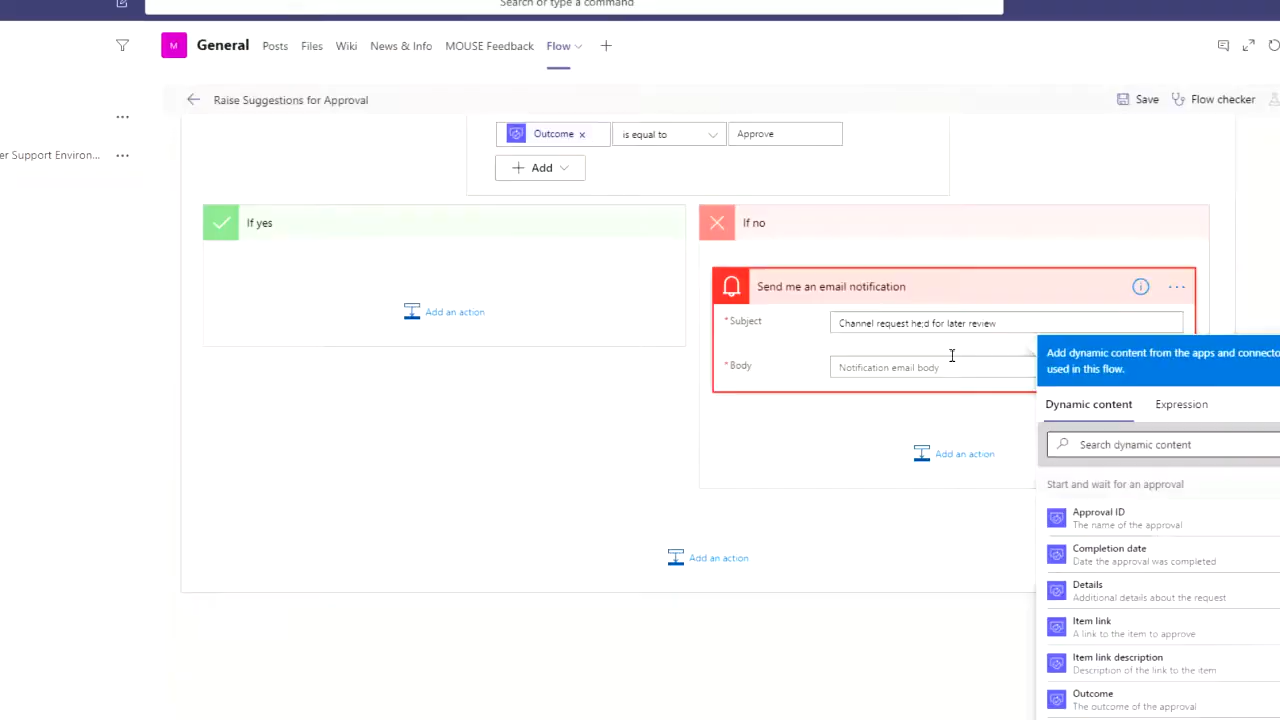 Search or type a command
M General Posts Files Wiki News & Info MOUSE Feedback Flow
Raise Suggestions for Approval Save Flow checker
er Support Environ...
Outcome x is equal to Approve
Add
If yes If no
Send me an email notification
* Subject Channel request he;d for later review
* Body Notification email body
Add an action
Add an action
Add an action
Add dynamic content from the apps and connecto
used in this flow.
Dynamic content Expression
Search dynamic content
Start and wait for an approval
Approval ID
The name of the approval
Completion date
Date the approval was completed
Details
Additional details about the request
Item link
A link to the item to approve
Item link description
Description of the link to the item
Outcome
The outcome of the approval